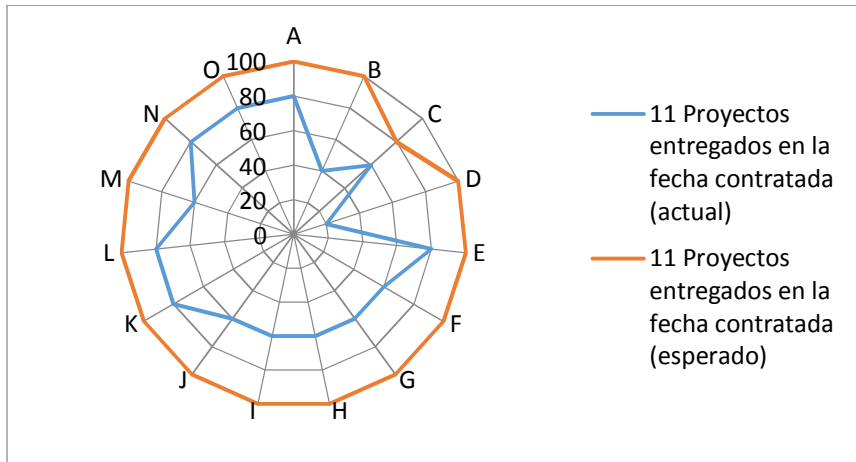 A
B
C
D
E
F
G
H
I
J
K
L
M
N
O
100
80
60
40
20
0
11 Proyectos
entregados en la
fecha contratada
(actual)
11 Proyectos
entregados en la
fecha contratada
(esperado)